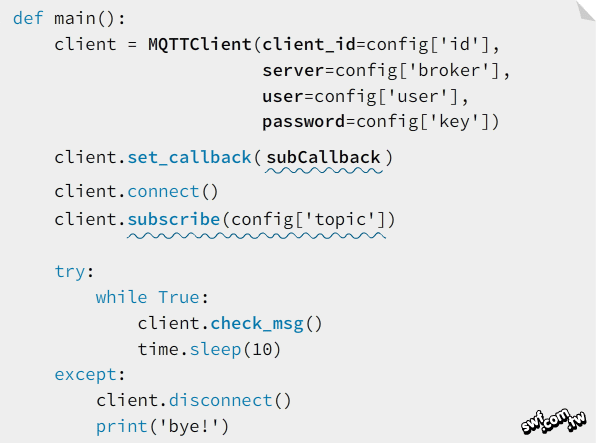 def main():
    client = MQTTClient(client_id=config['id'],
                        server=config['broker'],
                        user=config['user'],
                        password=config['key'])
    client.set_callback(subCallback)
    client.connect()
    client.subscribe(config['topic'])
    try:
        while True:
            client.check_msg()
            time.sleep(10)
    except:
        client.disconnect()
        print('bye!')
swf.com.tw